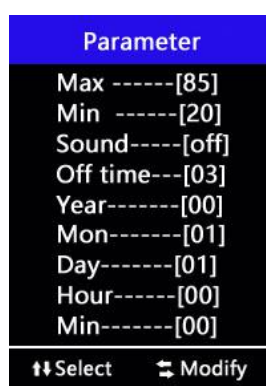 Parameter
Max ------[85]
Min ------[20]
Sound-----[off]
Off time---[03]
Year-------[00]
Mon-------[01]
Day-------[01]
Hour------[00]
Min-------[00]
⬆⬇Select ⮀ Modify